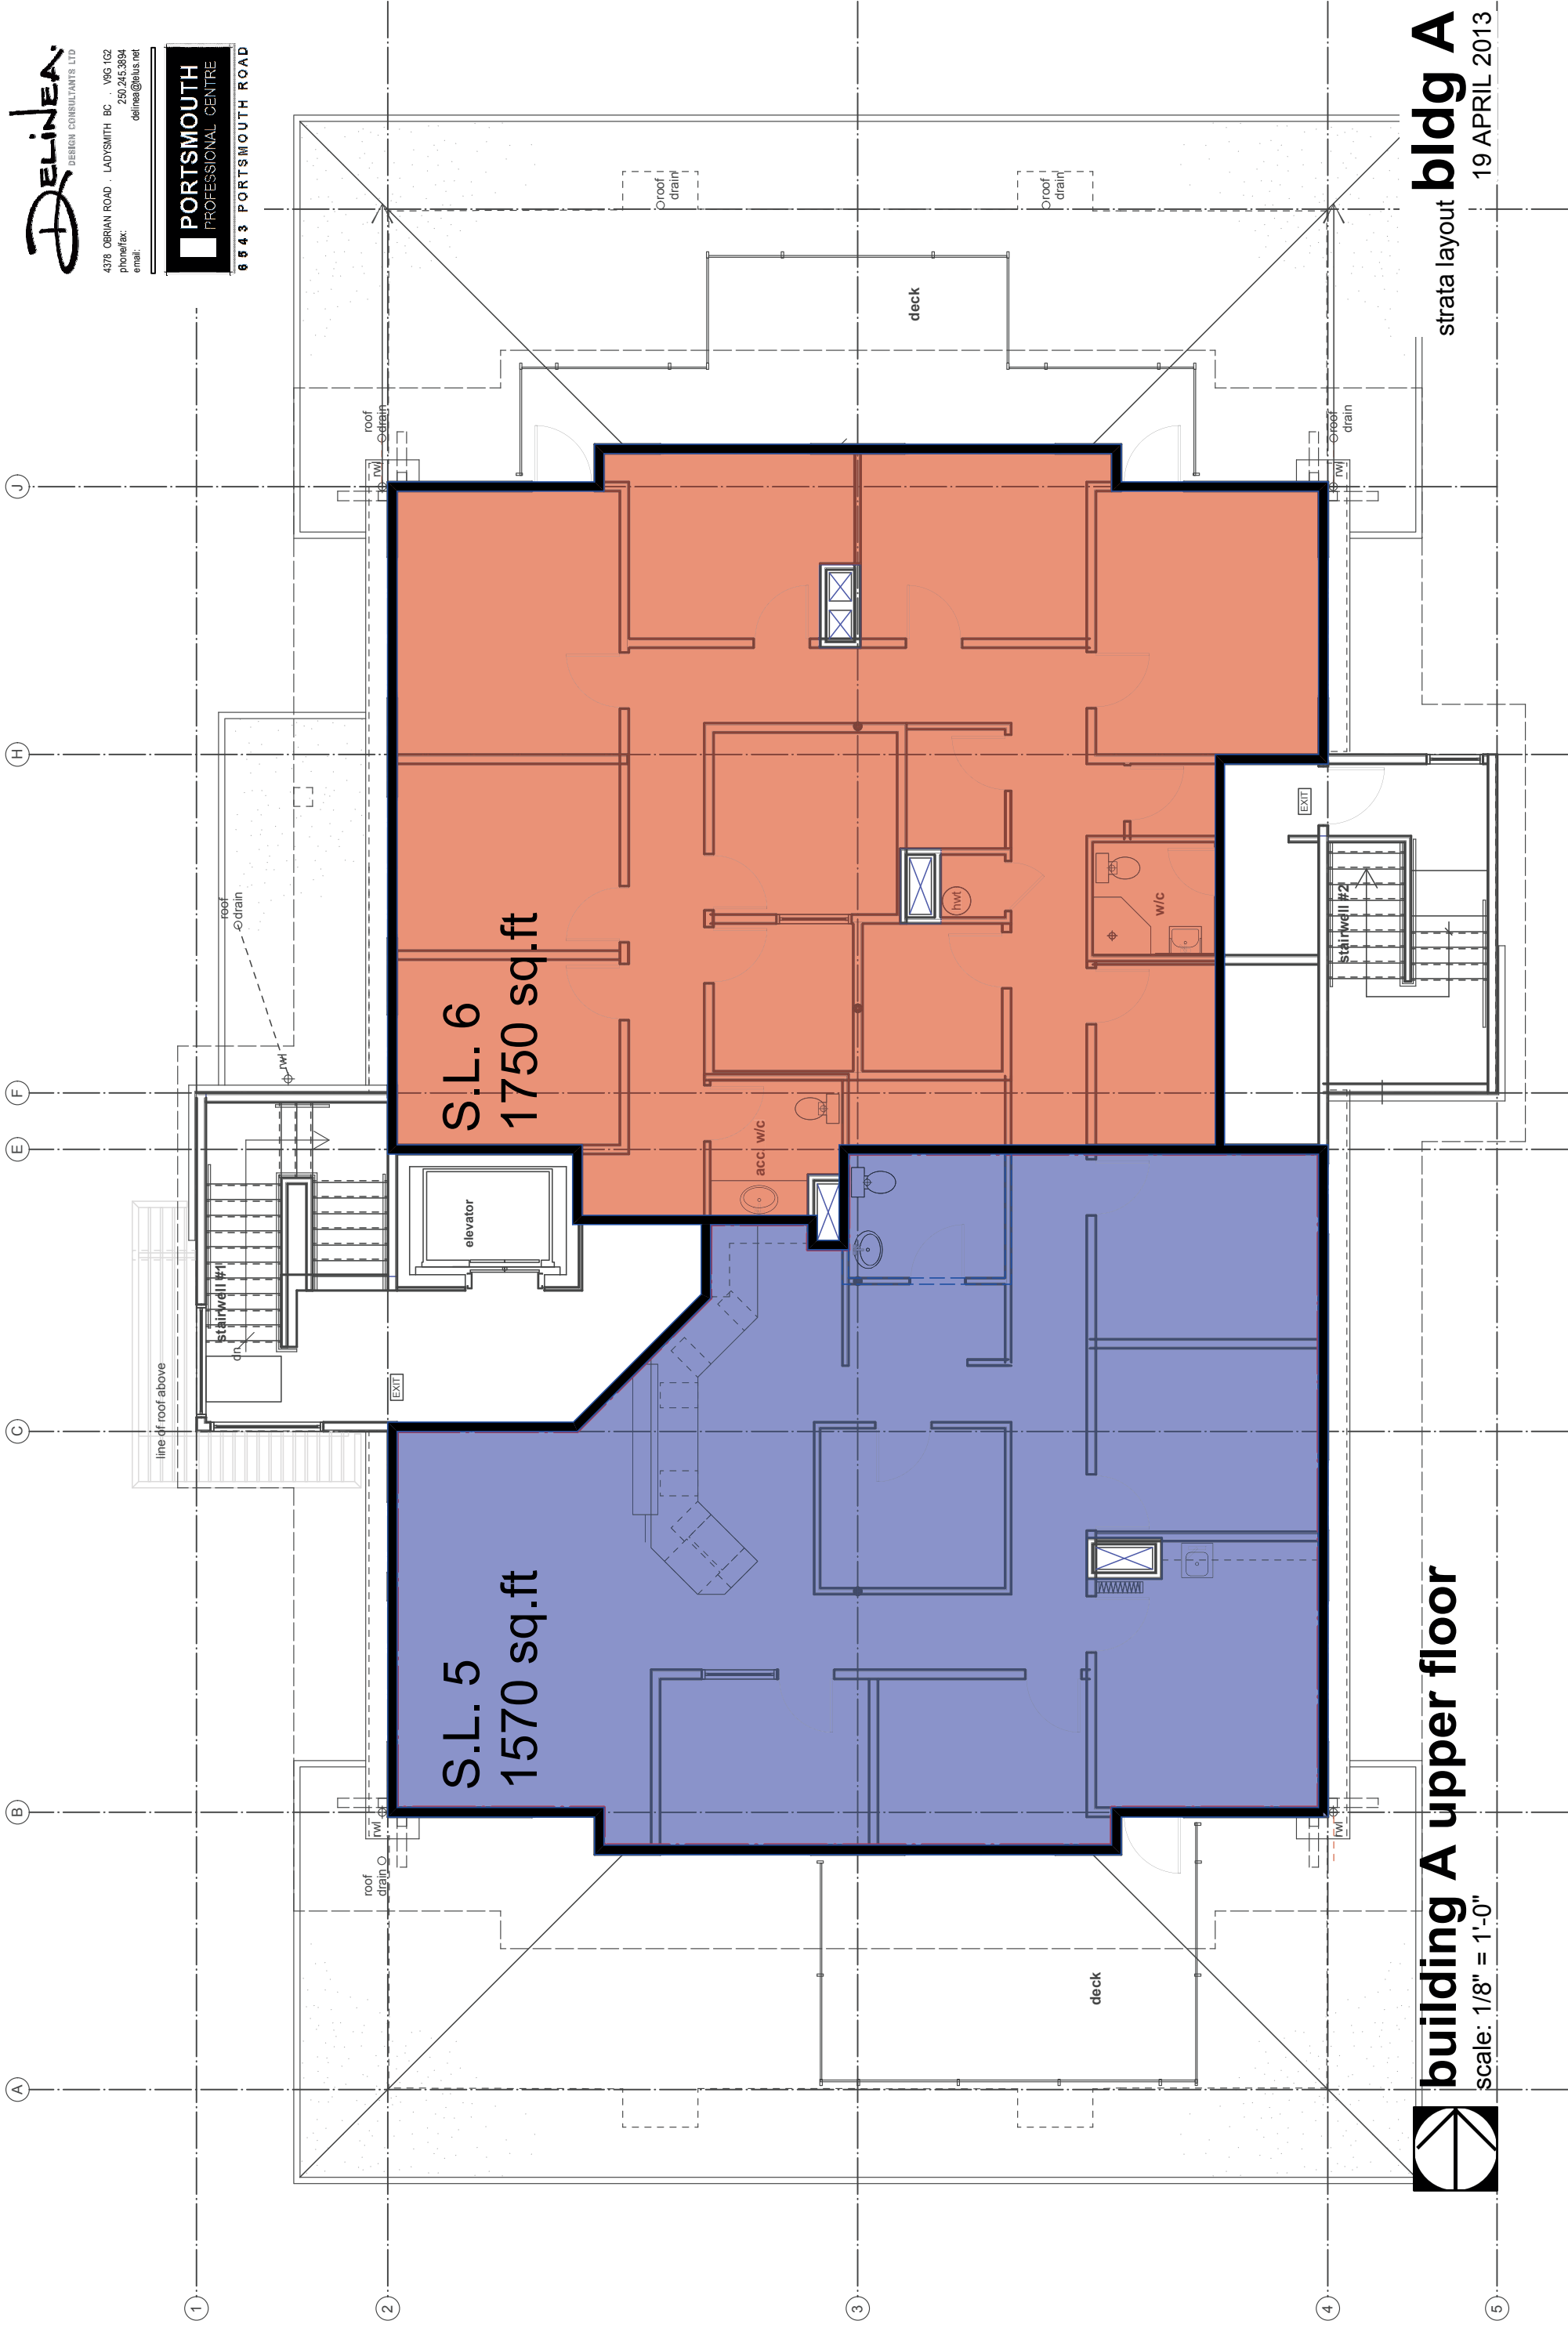 DELINEA
DESIGN CONSULTANTS LTD
4378 OBRIAN ROAD . LADYSMITH BC . V9G 1G2
phone/fax: 250.245.3894
email: delinea@telus.net
PORTSMOUTH
PROFESSIONAL CENTRE
6543 PORTSMOUTH ROAD
A
B
C
E
F
H
J
1
2
3
4
5
line of roof above
stairwell #1
dn
EXIT
elevator
rwl
roof
drain
roof
drain
rwl
roof
drain
rwl
S.L. 5
1570 sq.ft
S.L. 6
1750 sq.ft
acc. w/c
hwt
w/c
deck
deck
roof
drain
roof
drain
roof
drain
rwl
rwl
EXIT
stairwell #2
building A upper floor
scale: 1/8" = 1'-0"
strata layout bldg A
19 APRIL 2013